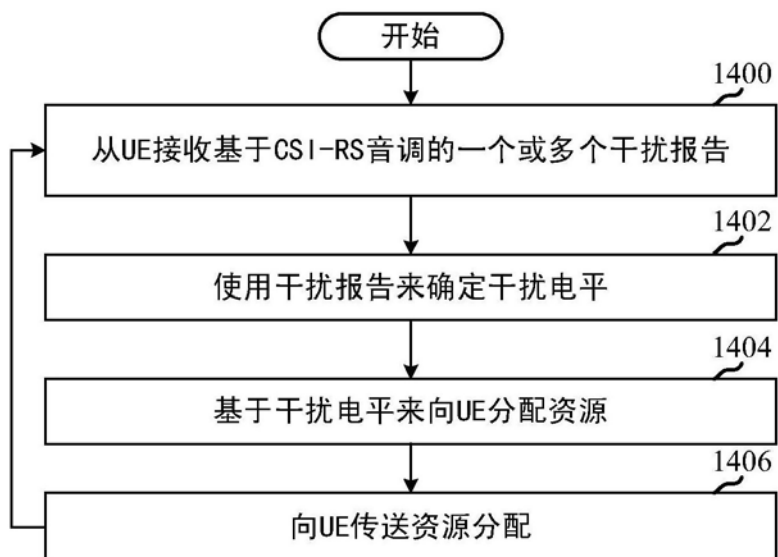 开始
1400
从UE接收基于CSI-RS音调的一个或多个干扰报告
1402
使用干扰报告来确定干扰电平
1404
基于干扰电平来向UE分配资源
1406
向UE传送资源分配